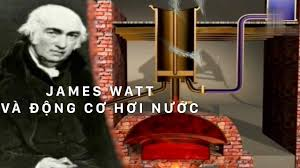 JAMES WATT
VÀ ĐỘNG CƠ HƠI NƯỚC